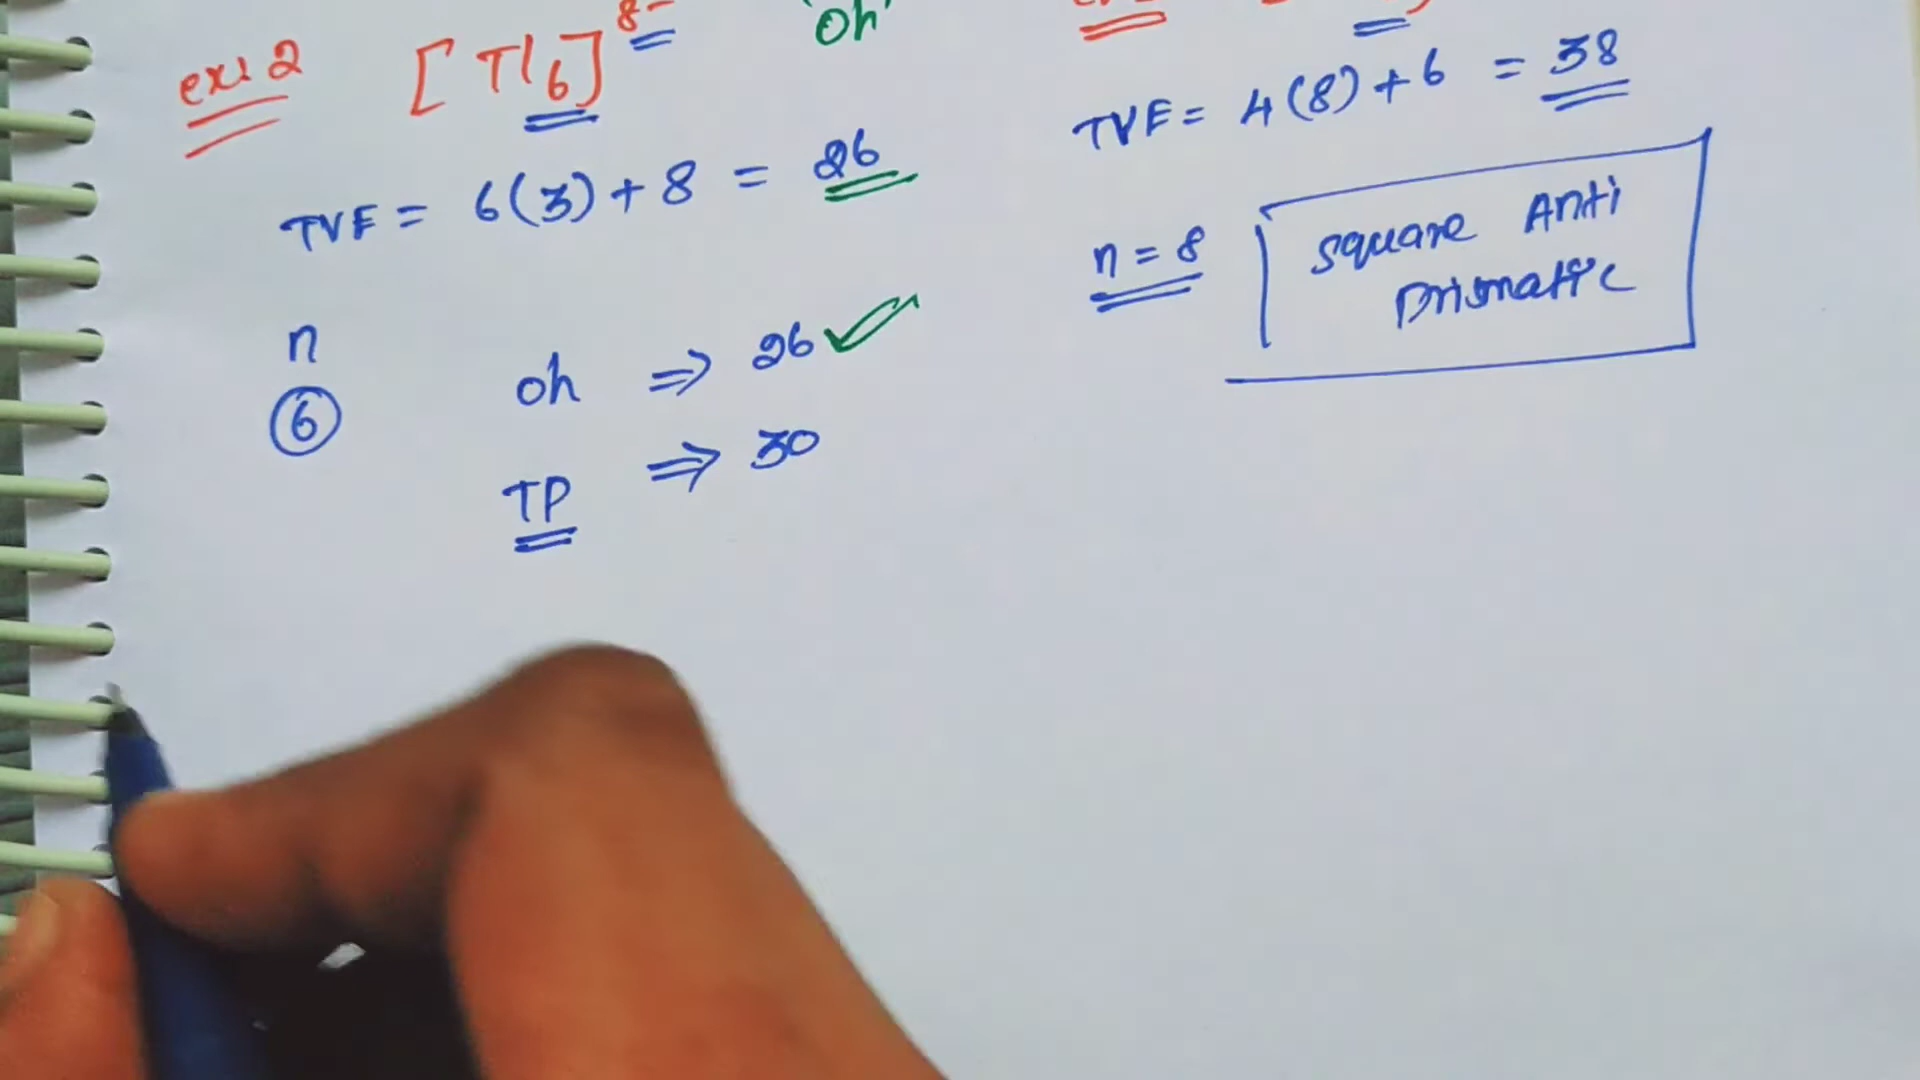 ex: 2 [Tl6]8- 'Oh'
TVE = 6(3) + 8 = 26
n
6
Oh ⇒ 26 ✓
TP ⇒ 30
TVE = 4(8) + 6 = 38
n = 8
Square Anti
Prismatic